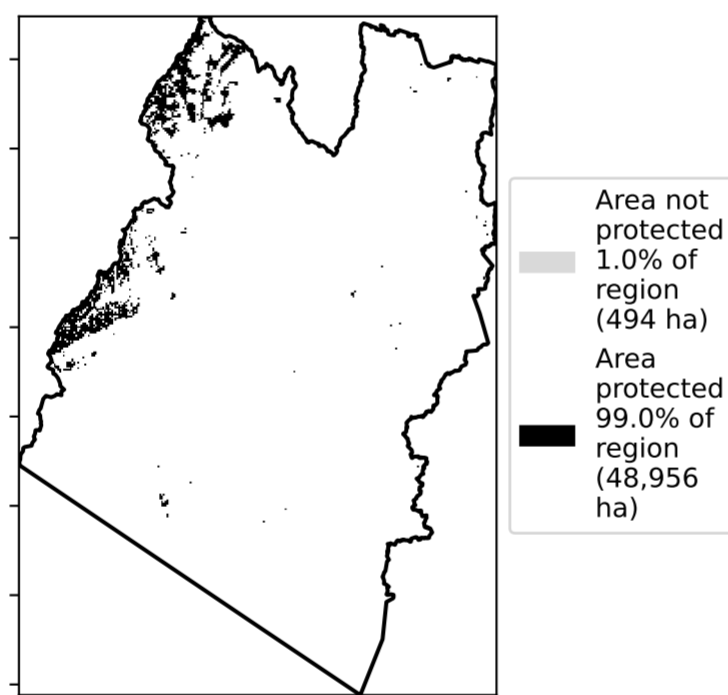 Area not
protected
1.0% of
region
(494 ha)
Area
protected
99.0% of
region
(48,956
ha)